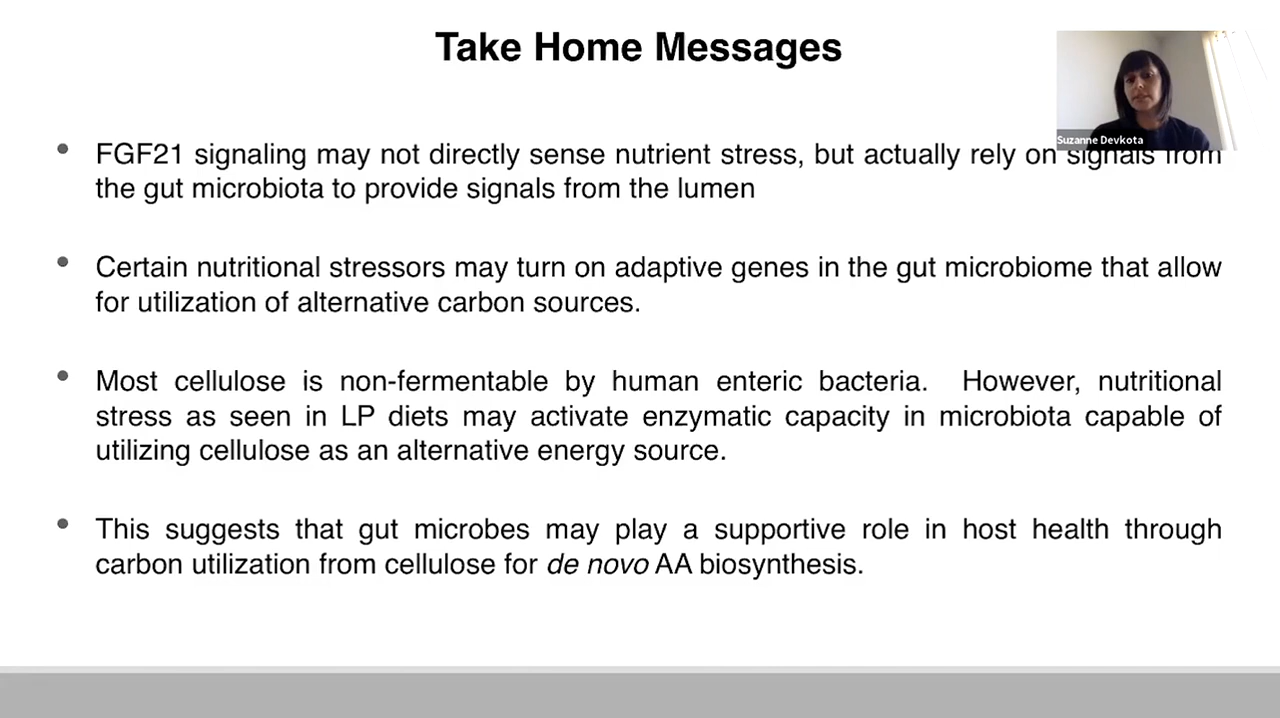 Take Home Messages
Suzanne Devkota
• FGF21 signaling may not directly sense nutrient stress, but actually rely on signals from
the gut microbiota to provide signals from the lumen
• Certain nutritional stressors may turn on adaptive genes in the gut microbiome that allow
for utilization of alternative carbon sources.
• Most cellulose is non-fermentable by human enteric bacteria. However, nutritional
stress as seen in LP diets may activate enzymatic capacity in microbiota capable of
utilizing cellulose as an alternative energy source.
• This suggests that gut microbes may play a supportive role in host health through
carbon utilization from cellulose for de novo AA biosynthesis.